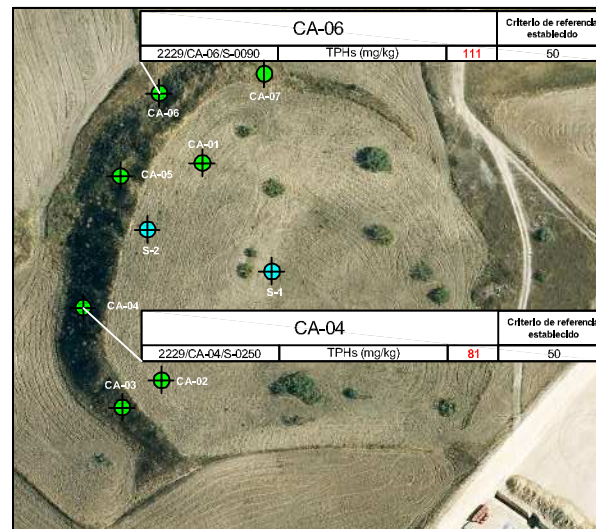 CA-06
Criterio de referencia
establecido
2229/CA-06/S-0090 TPHs (mg/kg) 111 50
CA-07
CA-06
CA-01
CA-05
S-2
S-1
CA-04
CA-04
Criterio de referencia
establecido
2229/CA-04/S-0250 TPHs (mg/kg) 81 50
CA-03
CA-02